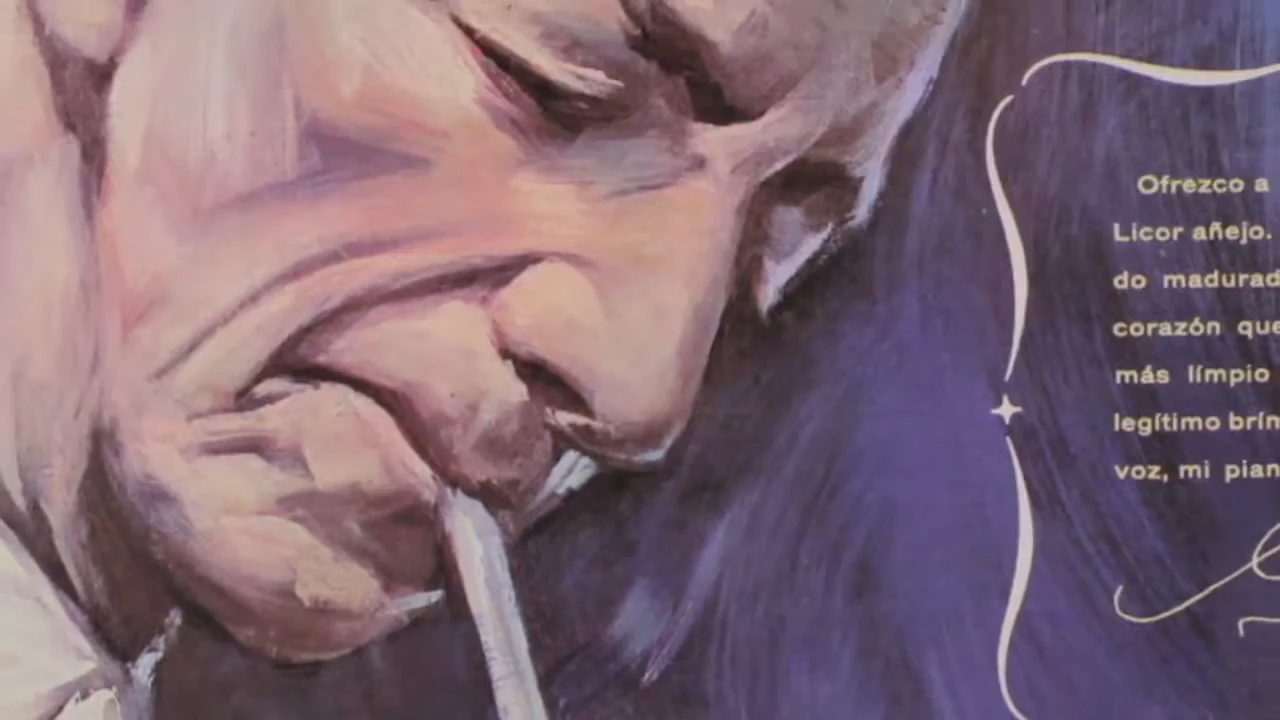 Ofrezco a
Licor añejo.
do madurad
corazón que
más límpio
legítimo brín
voz, mi pian